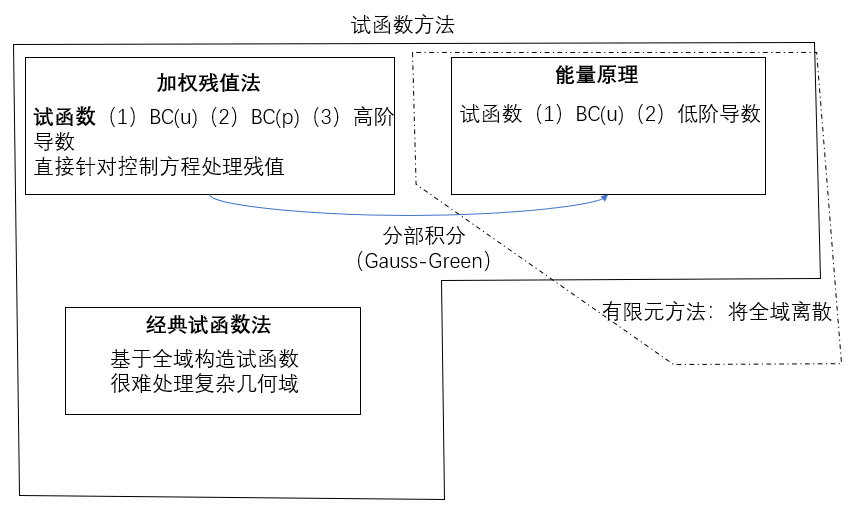 试函数方法
加权残值法
试函数（1）BC(u)（2）BC(p)（3）高阶
导数
直接针对控制方程处理残值
能量原理
试函数（1）BC(u)（2）低阶导数
分部积分
（Gauss-Green）
有限元方法：将全域离散
经典试函数法
基于全域构造试函数
很难处理复杂几何域